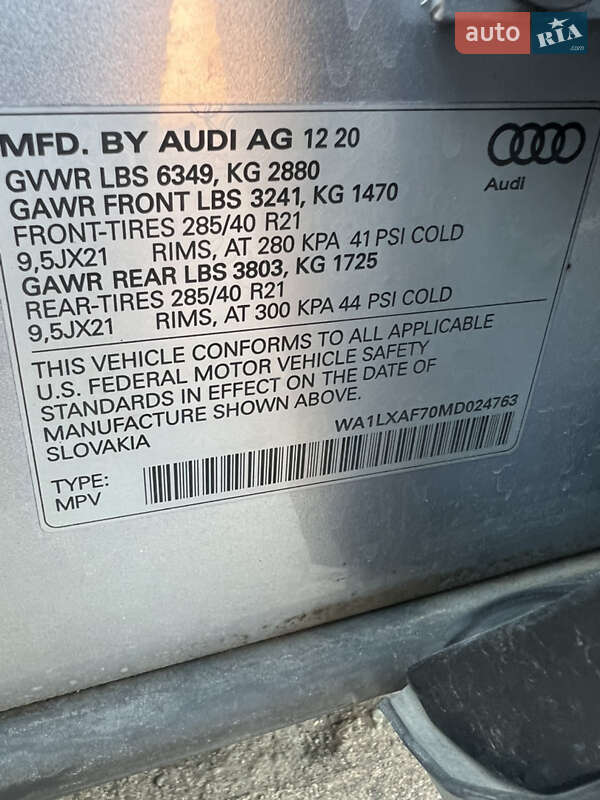 auto RIA .com
MFD. BY AUDI AG 12 20
GVWR LBS 6349, KG 2880
GAWR FRONT LBS 3241, KG 1470
FRONT-TIRES 285/40 R21
9,5JX21 RIMS, AT 280 KPA 41 PSI COLD
GAWR REAR LBS 3803, KG 1725
REAR-TIRES 285/40 R21
9,5JX21 RIMS, AT 300 KPA 44 PSI COLD
Audi
THIS VEHICLE CONFORMS TO ALL APPLICABLE
U.S. FEDERAL MOTOR VEHICLE SAFETY
STANDARDS IN EFFECT ON THE DATE OF
MANUFACTURE SHOWN ABOVE.
SLOVAKIA
WA1LXAF70MD024763
TYPE:
MPV